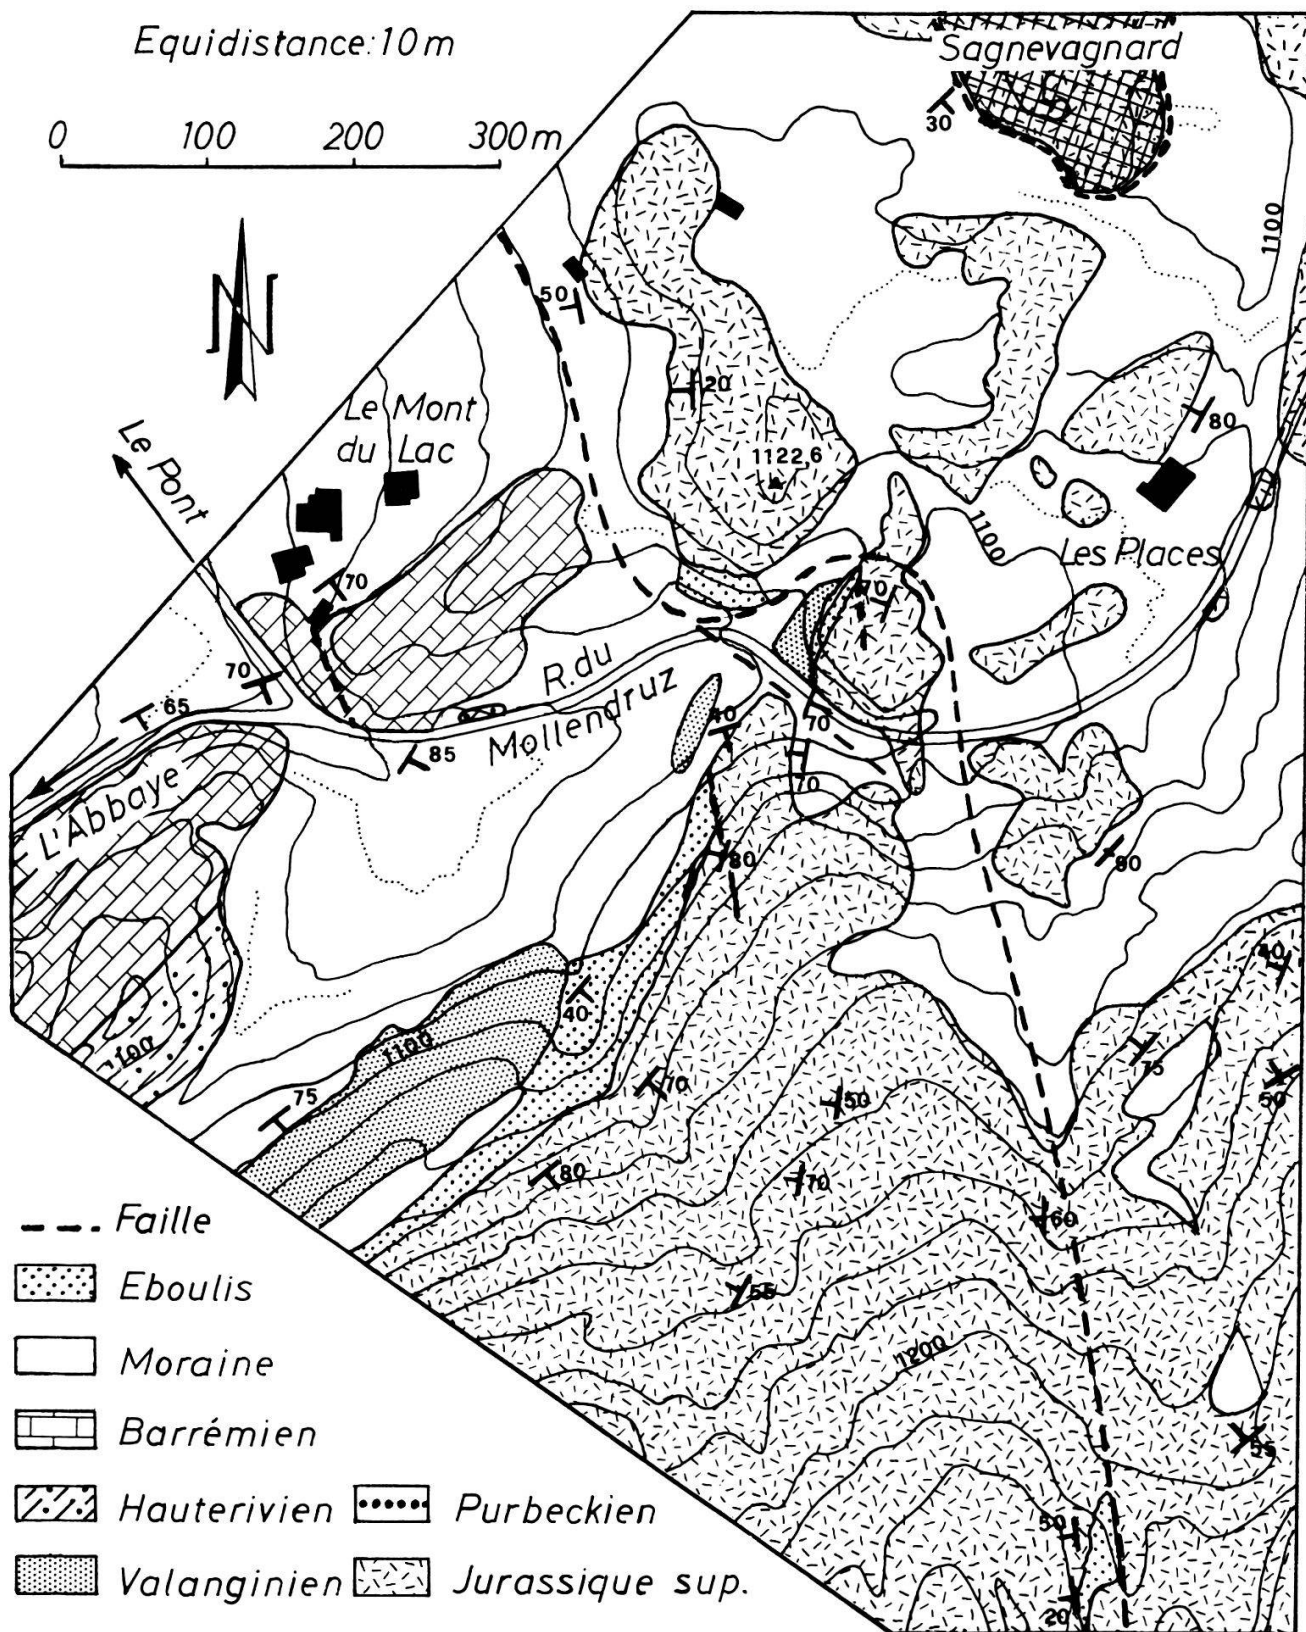 Equidistance: 10 m
0 100 200 300 m
N
Sagnevagnard
30
1100
50
20
Le Mont
du Lac
1122,6
80
Le Pont
1100
Les Places
70
70
R. du
Mollendruz
70
65
85
40
70
70
L'Abbaye
80
80
40
40
1100
1100
75
75
70
50
50
80
70
60
55
1200
55
50
20
Faille
Eboulis
Moraine
Barrémien
Hauterivien
Purbeckien
Valanginien
Jurassique sup.